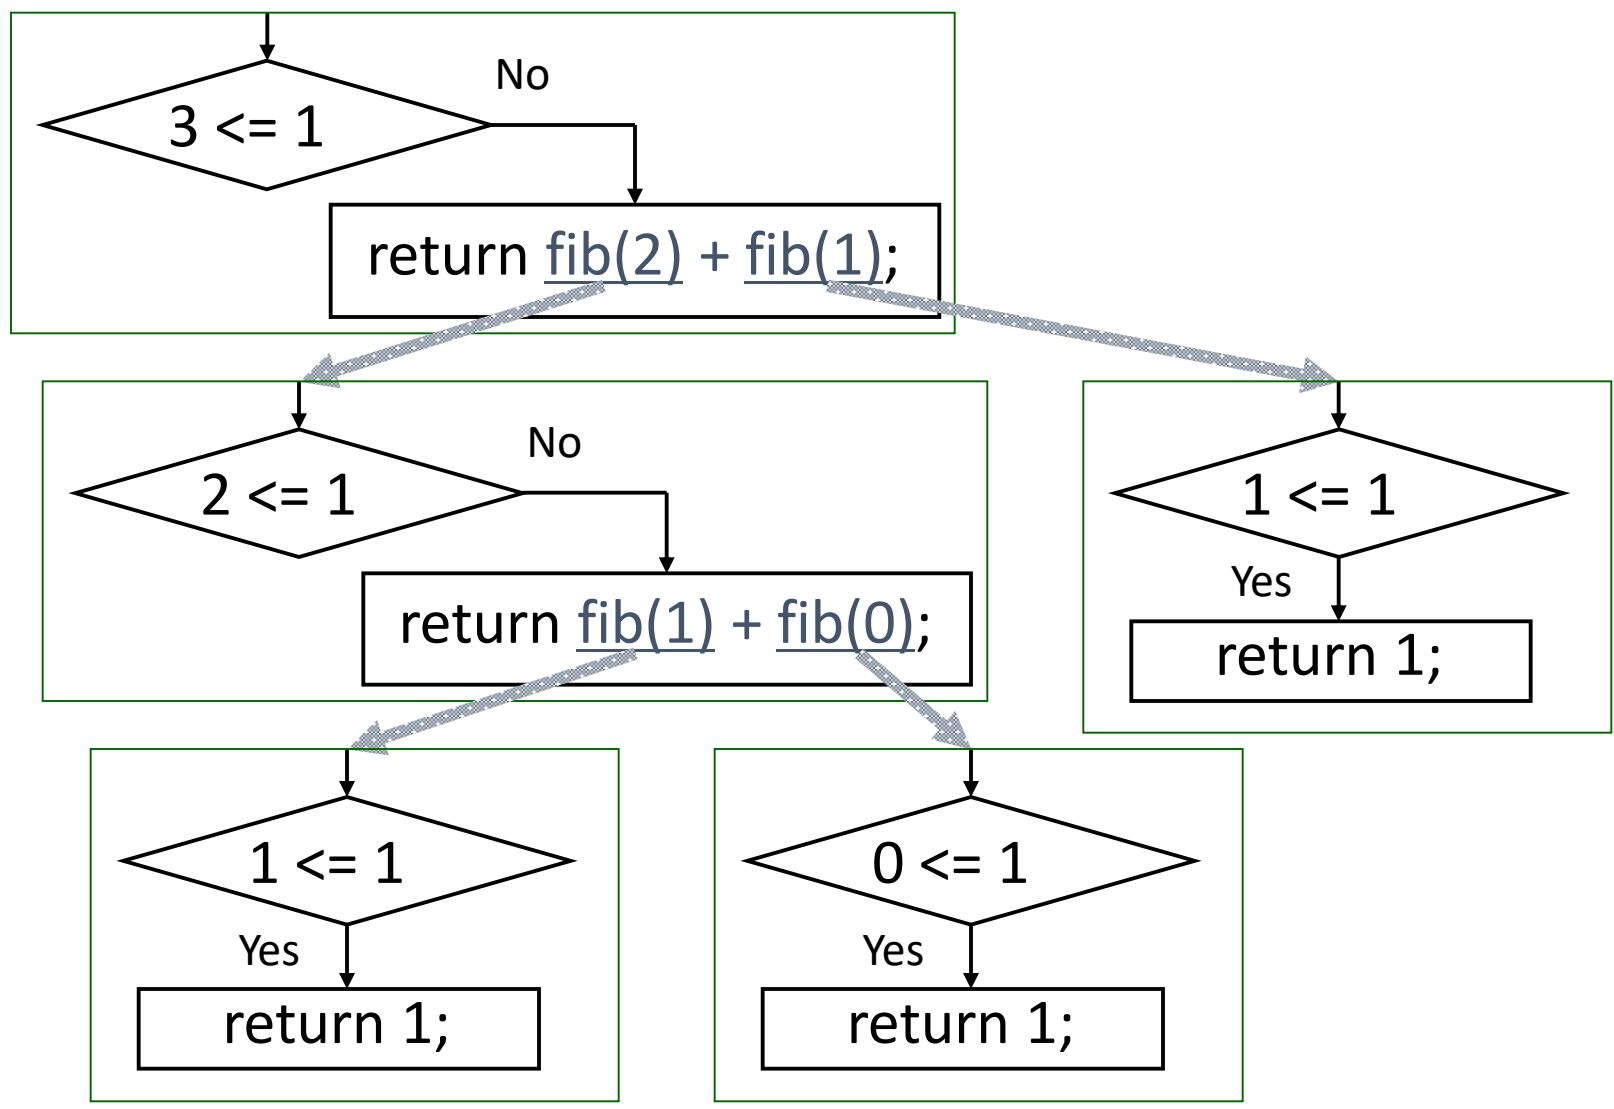 No
3 <= 1
return fib(2) + fib(1);
No
2 <= 1
return fib(1) + fib(0);
1 <= 1
Yes
return 1;
1 <= 1
Yes
return 1;
0 <= 1
Yes
return 1;